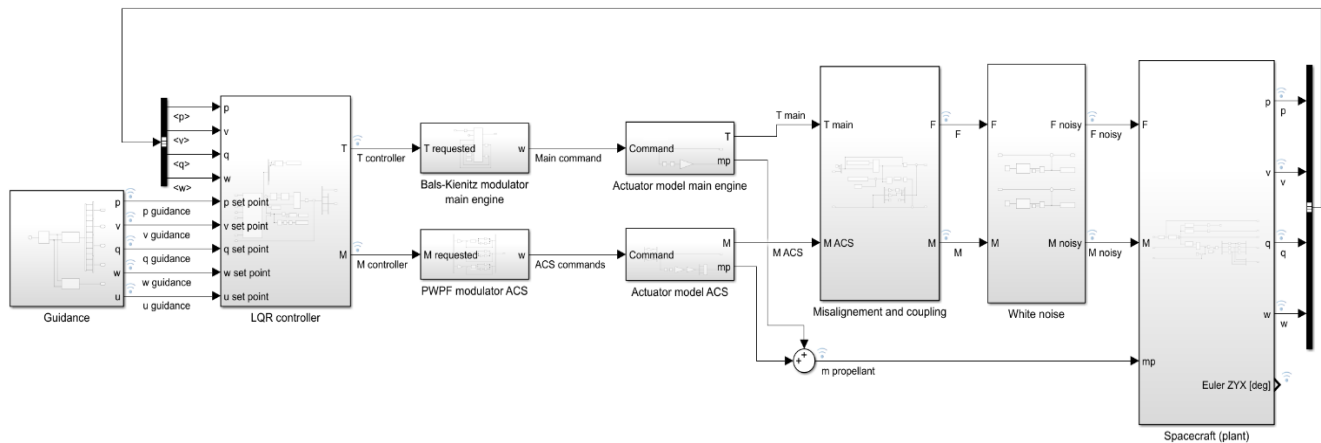 p
v
q
w
u
Guidance
p guidance
v guidance
q guidance
w guidance
u guidance
<p>
<v>
<q>
<w>
p
v
q
w
p set point
v set point
q set point
w set point
u set point
T
M
LQR controller
T controller
M controller
T requested
w
Bals-Kienitz modulator
main engine
Main command
M requested
w
PWPF modulator ACS
ACS commands
Command
T
mp
Actuator model main engine
Command
M
mp
Actuator model ACS
T main
M ACS
T main
M ACS
F
M
Misalignement and coupling
F
M
F
M
F noisy
M noisy
White noise
F noisy
M noisy
m propellant
F
M
mp
p
v
q
w
Euler ZYX [deg]
Spacecraft (plant)
p
v
q
w